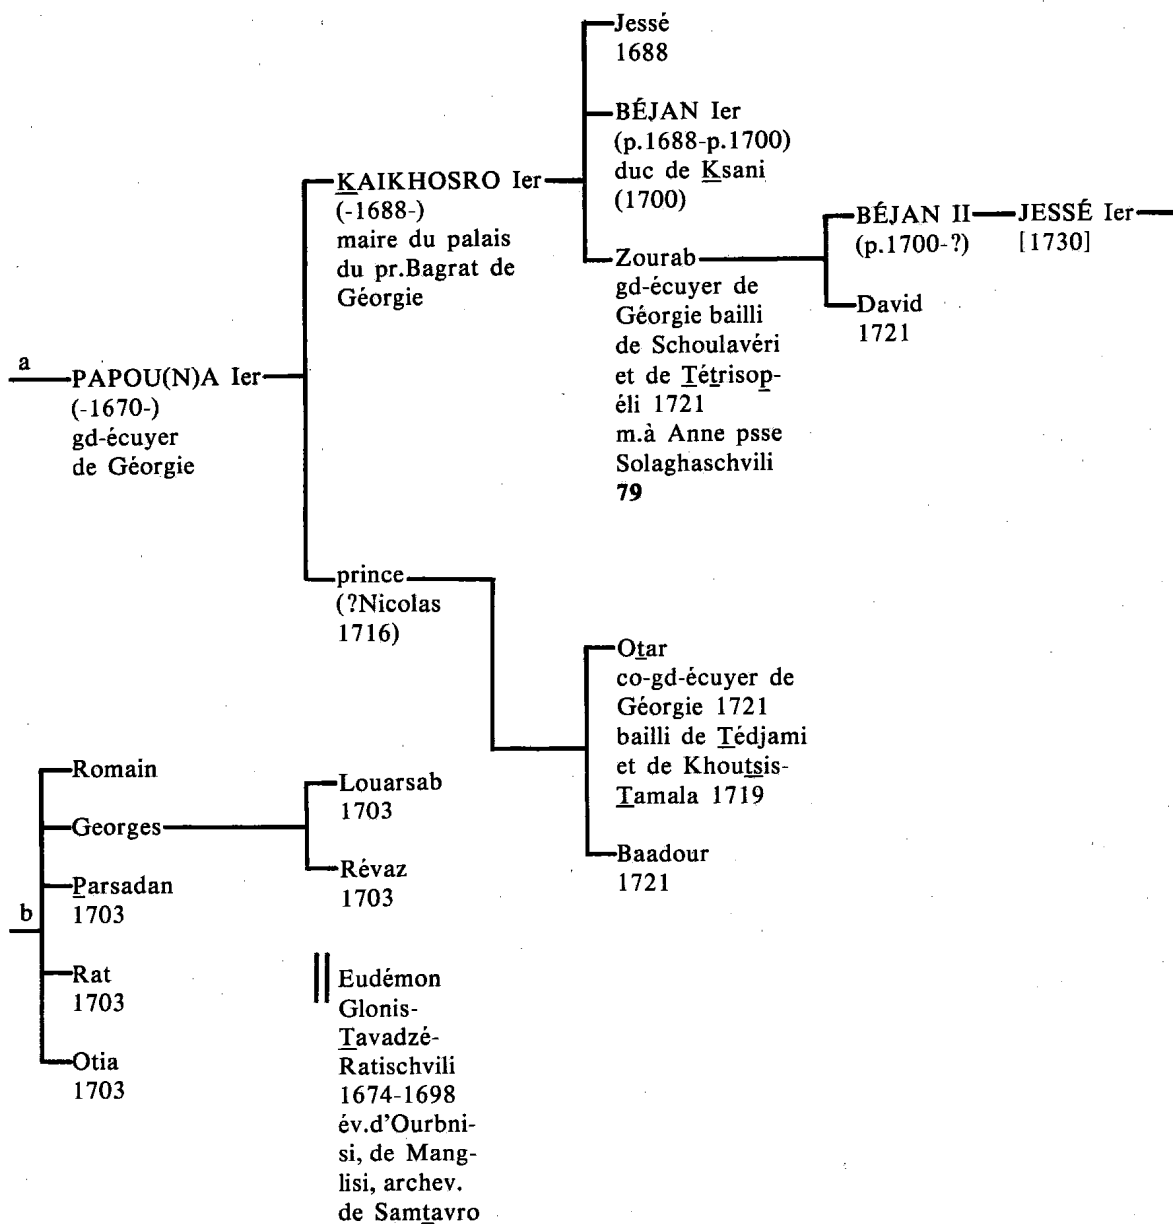 Jessé
1688
BÉJAN Ier
(p.1688-p.1700)
duc de Ksani
(1700)
KAIKHOSRO Ier
(-1688-)
maire du palais
du pr.Bagrat de
Géorgie
BÉJAN II
(p.1700-?)
JESSÉ Ier
[1730]
Zourab
gd-écuyer de
Géorgie bailli
de Schoulavéri
et de Tétrisop-
éli 1721
m.à Anne psse
Solaghaschvili
79
David
1721
a
PAPOU(N)A Ier
(-1670-)
gd-écuyer
de Géorgie
prince
(?Nicolas
1716)
Otar
co-gd-écuyer de
Géorgie 1721
bailli de Tédjami
et de Khoutsis-
Tamala 1719
Baadour
1721
b
Romain
Georges
Parsadan
1703
Rat
1703
Otia
1703
Louarsab
1703
Révaz
1703
Eudémon
Glonis-
Tavadzé-
Ratischvili
1674-1698
év.d'Ourbni-
si, de Mang-
lisi, archev.
de Samtavro